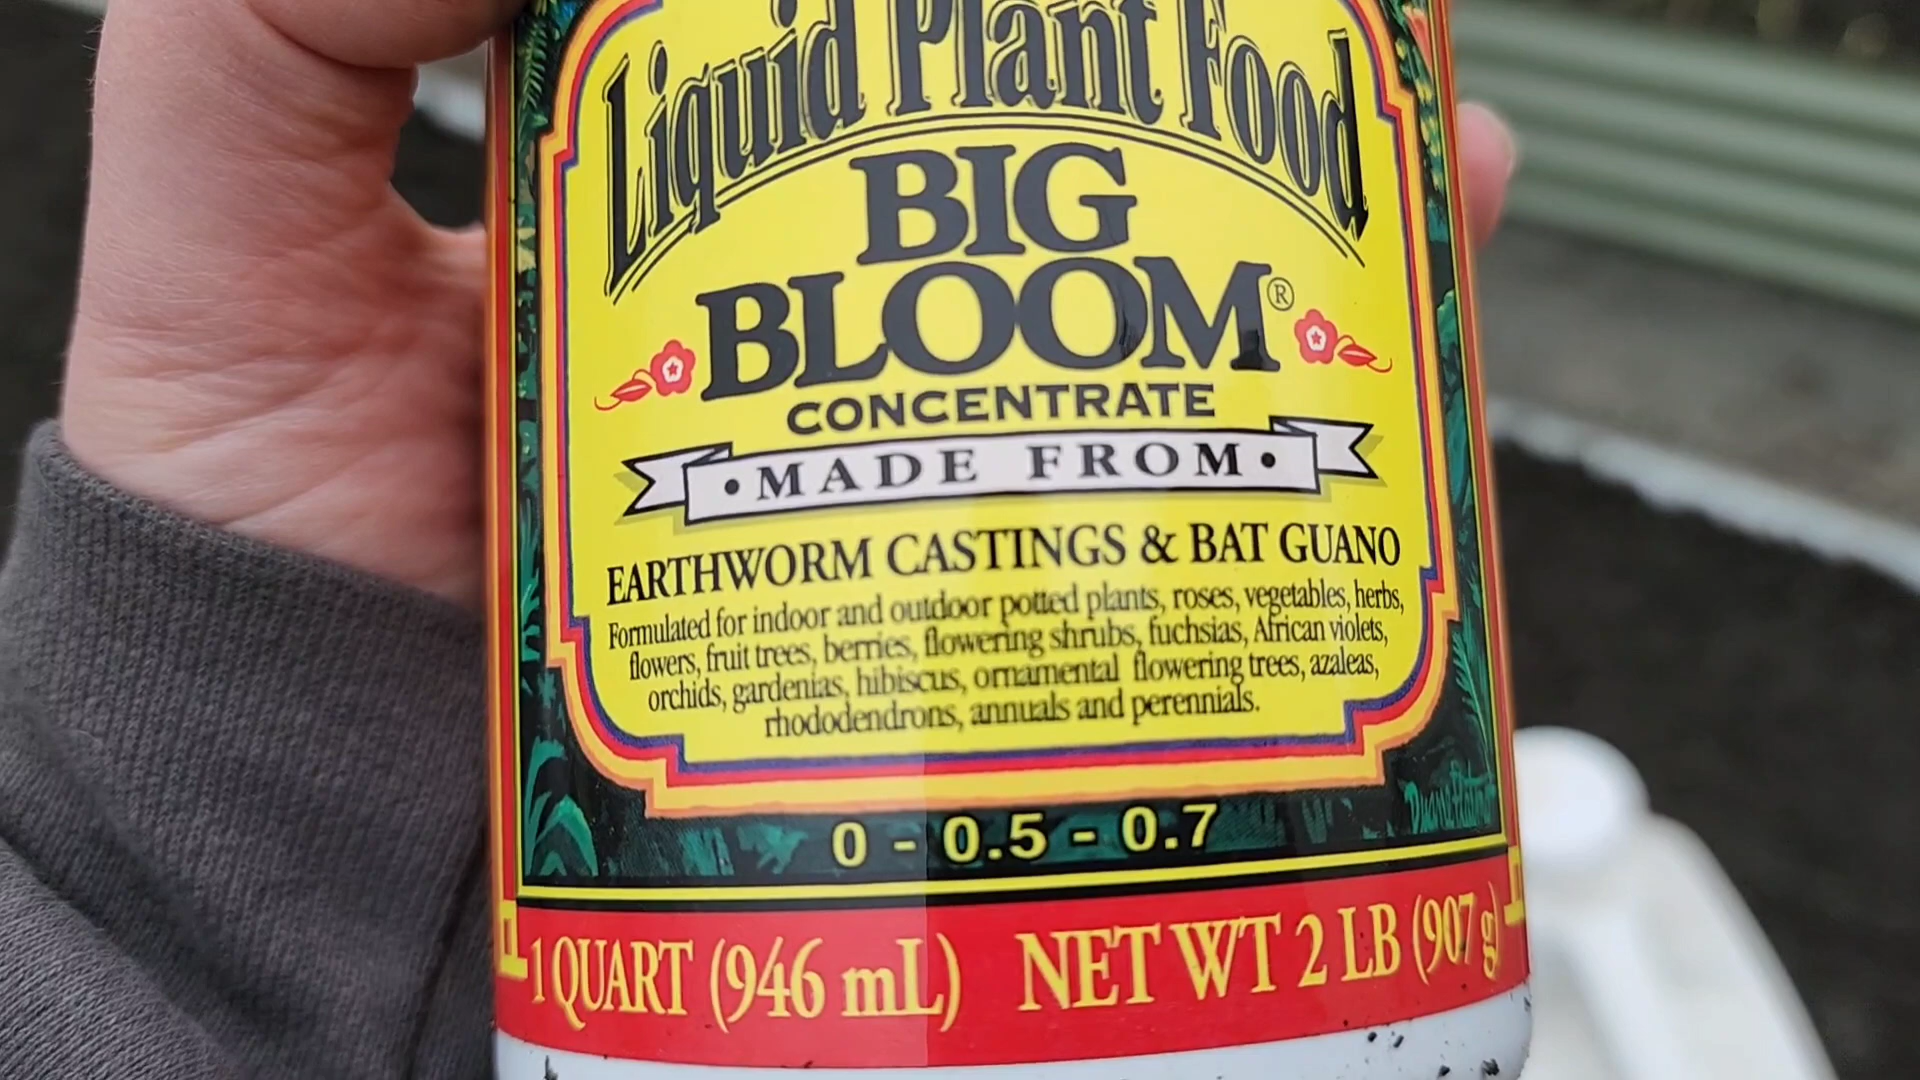 Liquid Plant Food
BIG
BLOOM®
CONCENTRATE
• MADE FROM •
EARTHWORM CASTINGS & BAT GUANO
Formulated for indoor and outdoor potted plants, roses, vegetables, herbs,
flowers, fruit trees, berries, flowering shrubs, fuchsias, African violets,
orchids, gardenias, hibiscus, ornamental flowering trees, azaleas,
rhododendrons, annuals and perennials.
0 - 0.5 - 0.7
1 QUART (946 mL) NET WT 2 LB (907 g)